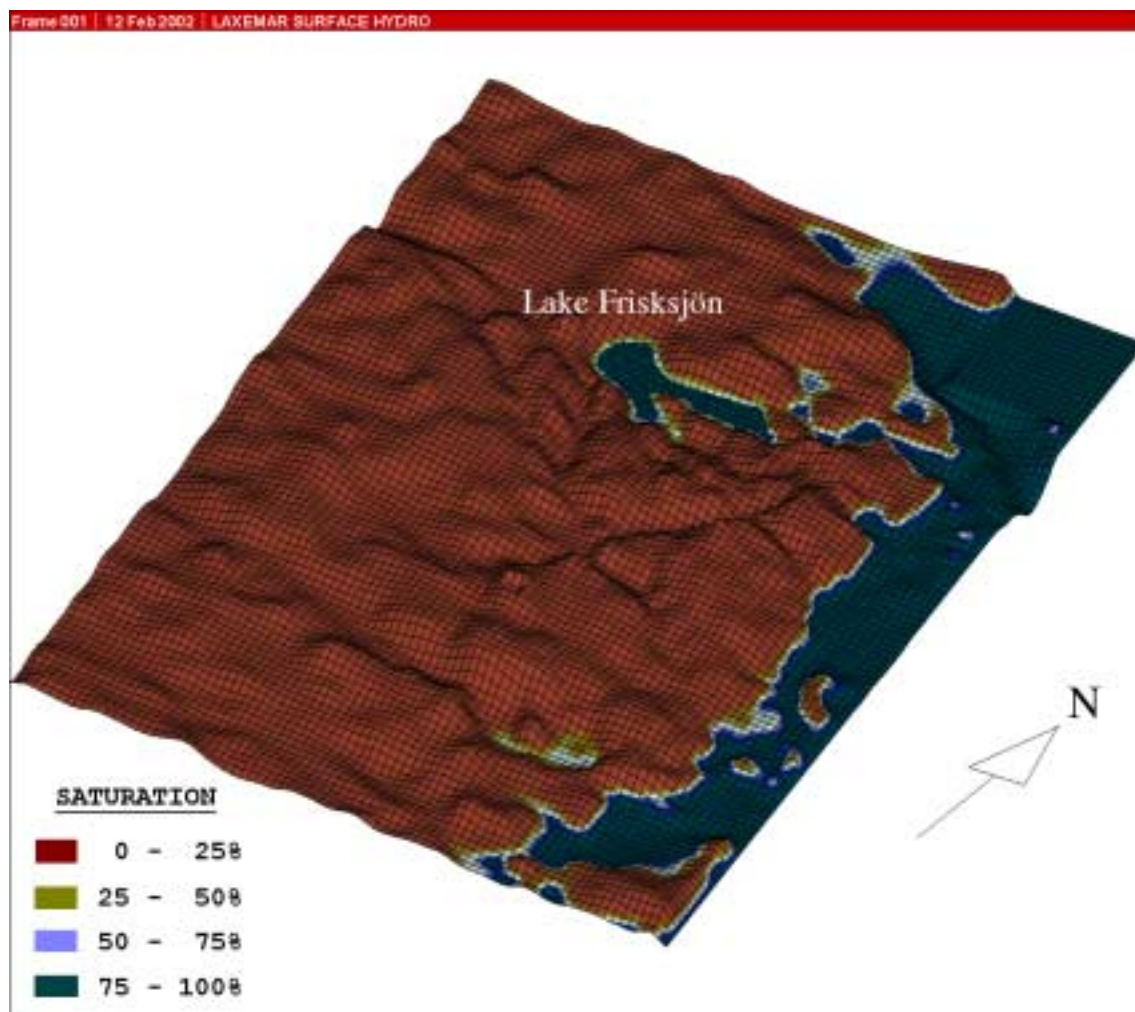 Frame 001 | 12 Feb 2002 | LAXEMAR SURFACE HYDRO
Lake Frisksjön
N
SATURATION
0 - 25%
25 - 50%
50 - 75%
75 - 100%